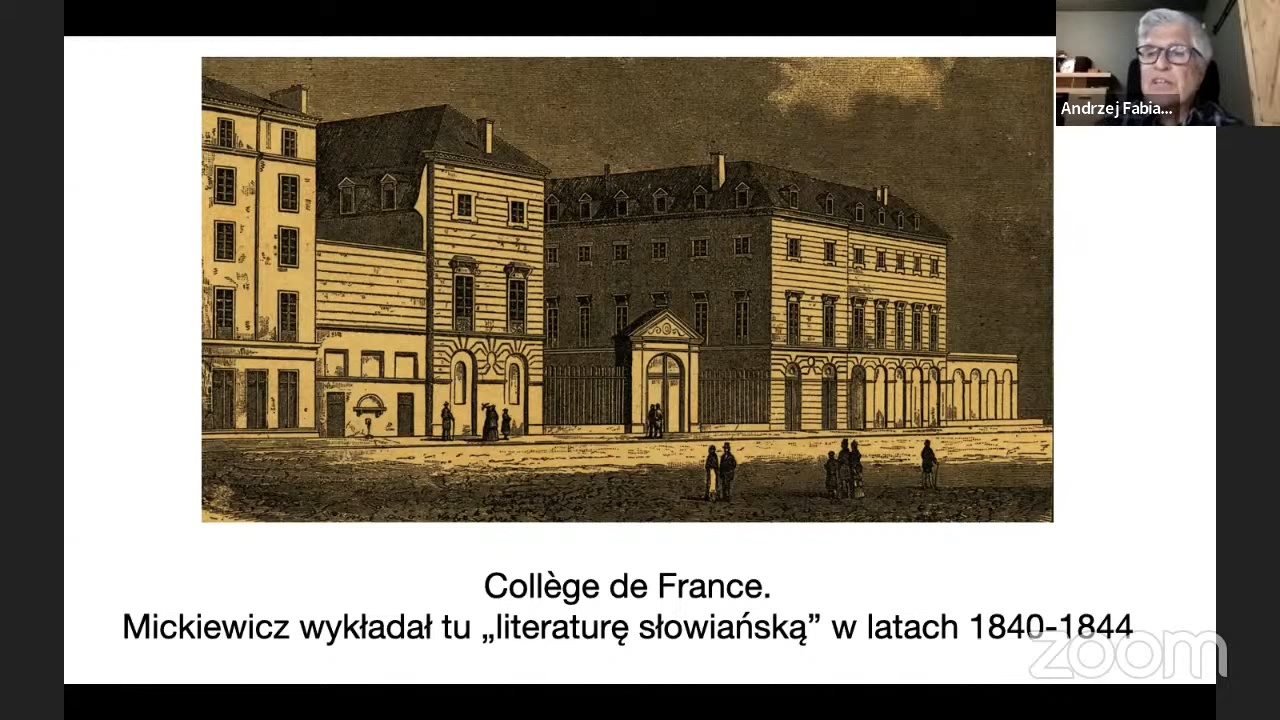 Andrzej Fabia...
Collège de France.
Mickiewicz wykładał tu „literaturę słowiańską” w latach 1840-1844
zoom